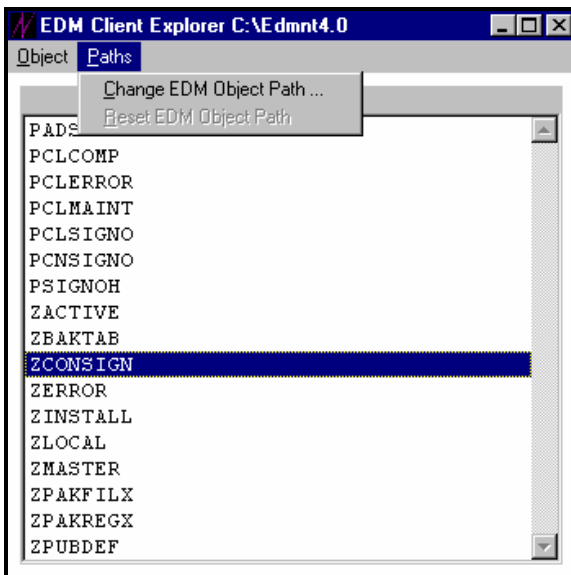 EDM Client Explorer C:\Edmnt4.0
Object Paths
Change EDM Object Path ...
Reset EDM Object Path
PADS
PCLCOMP
PCLERROR
PCLMAINT
PCLSIGNO
PCNSIGNO
PSIGNOH
ZACTIVE
ZBAKTAB
ZCONSIGN
ZERROR
ZINSTALL
ZLOCAL
ZMASTER
ZPAKFILX
ZPAKREGX
ZPUBDEF